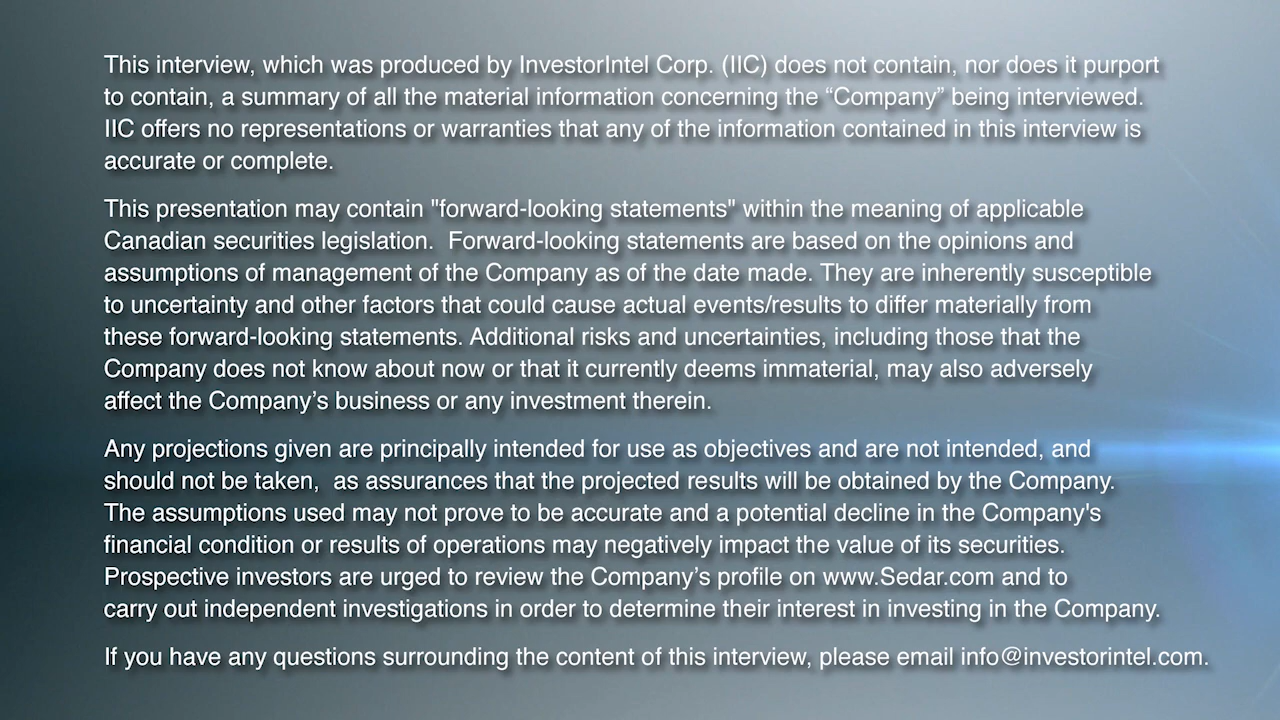 This interview, which was produced by InvestorIntel Corp. (IIC) does not contain, nor does it purport
to contain, a summary of all the material information concerning the “Company” being interviewed.
IIC offers no representations or warranties that any of the information contained in this interview is
accurate or complete.
This presentation may contain "forward-looking statements" within the meaning of applicable
Canadian securities legislation.  Forward-looking statements are based on the opinions and
assumptions of management of the Company as of the date made. They are inherently susceptible
to uncertainty and other factors that could cause actual events/results to differ materially from
these forward-looking statements. Additional risks and uncertainties, including those that the
Company does not know about now or that it currently deems immaterial, may also adversely
affect the Company’s business or any investment therein.
Any projections given are principally intended for use as objectives and are not intended, and
should not be taken,  as assurances that the projected results will be obtained by the Company.
The assumptions used may not prove to be accurate and a potential decline in the Company's
financial condition or results of operations may negatively impact the value of its securities.
Prospective investors are urged to review the Company’s profile on www.Sedar.com and to
carry out independent investigations in order to determine their interest in investing in the Company.
If you have any questions surrounding the content of this interview, please email info@investorintel.com.